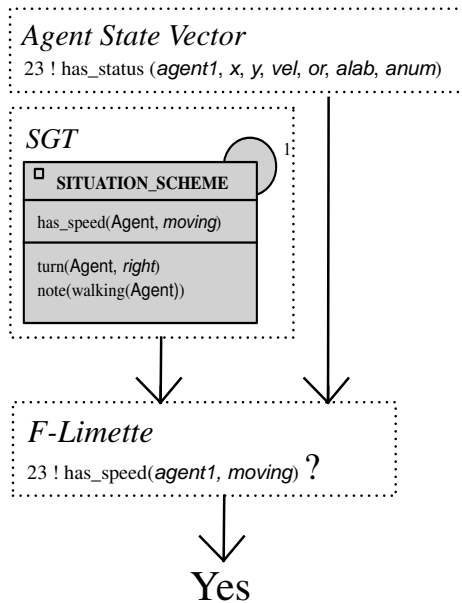 Agent State Vector
23 ! has_status (agent1, x, y, vel, or, alab, anum)
SGT
1
SITUATION_SCHEME
has_speed(Agent, moving)
turn(Agent, right)
note(walking(Agent))
F-Limette
23 ! has_speed(agent1, moving) ?
Yes